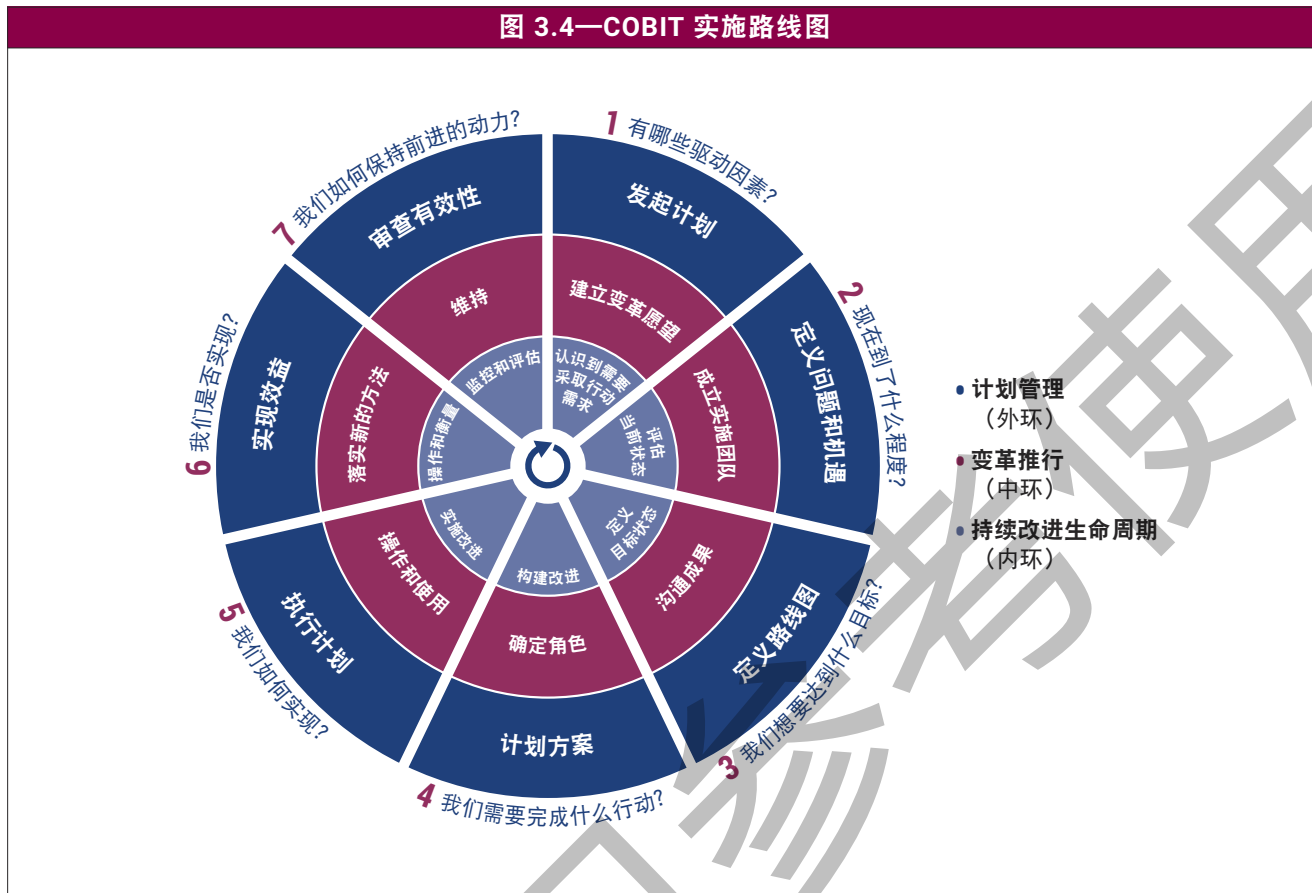 图 3.4—COBIT 实施路线图
1 有哪些驱动因素?
发起计划
建立变革愿望
认识到需要
采取行动
需求
2 现在到了什么程度?
定义问题和机遇
成立实施团队
评估
当前状态
3 我们想要达到什么目标?
定义路线图
沟通成果
定义
目标状态
4 我们需要完成什么行动?
计划方案
确定角色
构建改进
5 我们如何实现?
执行计划
操作和使用
实施改进
6 我们是否实现?
实现效益
落实新的方法
操作和衡量
7 我们如何保持前进的动力?
审查有效性
维持
监控和评估
• 计划管理
(外环)
• 变革推行
(中环)
• 持续改进生命周期
(内环)
参考使用